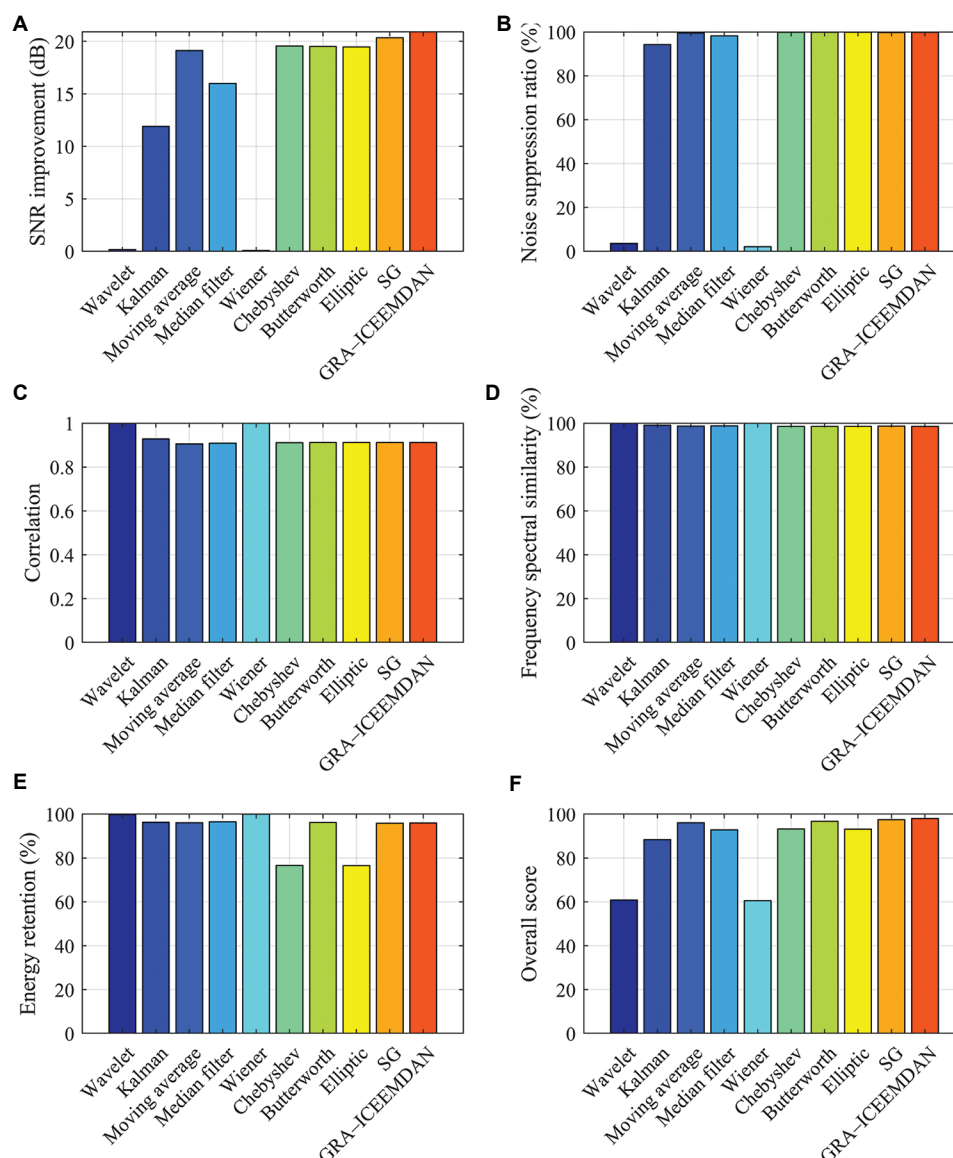 A
SNR improvement (dB)
20
15
10
5
0
Wavelet
Kalman
Moving average
Median filter
Wiener
Chebyshev
Butterworth
Elliptic
SG
GRA−ICEEMDAN
B
Noise suppression ratio (%)
100
80
60
40
20
0
Wavelet
Kalman
Moving average
Median filter
Wiener
Chebyshev
Butterworth
Elliptic
SG
GRA−ICEEMDAN
C
Correlation
1
0.8
0.6
0.4
0.2
0
Wavelet
Kalman
Moving average
Median filter
Wiener
Chebyshev
Butterworth
Elliptic
SG
GRA−ICEEMDAN
D
Frequency spectral similarity (%)
100
80
60
40
20
0
Wavelet
Kalman
Moving average
Median filter
Wiener
Chebyshev
Butterworth
Elliptic
SG
GRA−ICEEMDAN
E
Energy retention (%)
100
80
60
40
20
0
Wavelet
Kalman
Moving average
Median filter
Wiener
Chebyshev
Butterworth
Elliptic
SG
GRA−ICEEMDAN
F
Overall score
100
80
60
40
20
0
Wavelet
Kalman
Moving average
Median filter
Wiener
Chebyshev
Butterworth
Elliptic
SG
GRA−ICEEMDAN